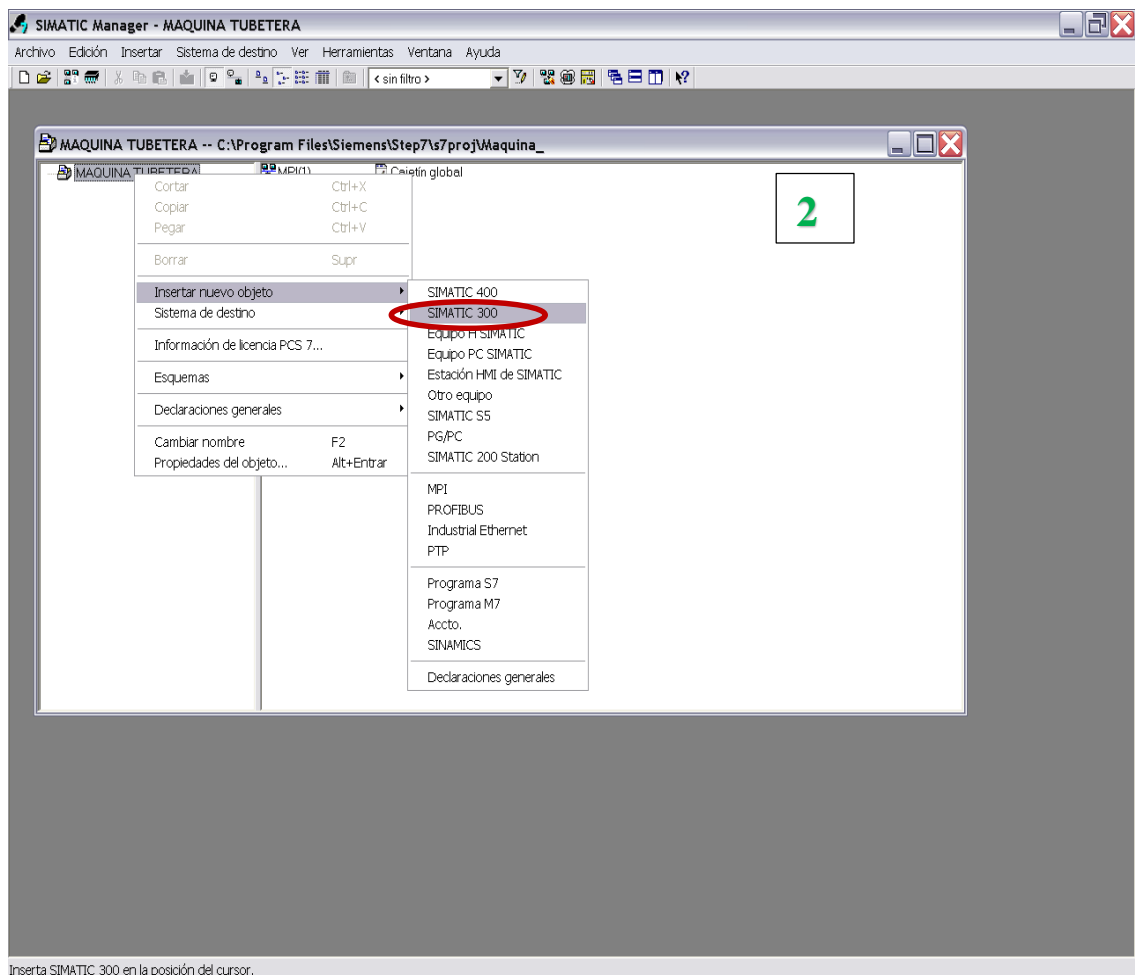 SIMATIC Manager - MAQUINA TUBETERA
Archivo Edición Insertar Sistema de destino Ver Herramientas Ventana Ayuda
< sin filtro >
MAQUINA TUBETERA -- C:\Program Files\Siemens\Step7\s7proj\Maquina_
MAQUINA TUBETERA MPI(1) Cajetín global
2
Cortar Ctrl+X
Copiar Ctrl+C
Pegar Ctrl+V
Borrar Supr
Insertar nuevo objeto
Sistema de destino
Información de licencia PCS 7...
Esquemas
Declaraciones generales
Cambiar nombre F2
Propiedades del objeto... Alt+Entrar
SIMATIC 400
SIMATIC 300
Equipo H SIMATIC
Equipo PC SIMATIC
Estación HMI de SIMATIC
Otro equipo
SIMATIC S5
PG/PC
SIMATIC 200 Station
MPI
PROFIBUS
Industrial Ethernet
PTP
Programa S7
Programa M7
Accto.
SINAMICS
Declaraciones generales
Inserta SIMATIC 300 en la posición del cursor.